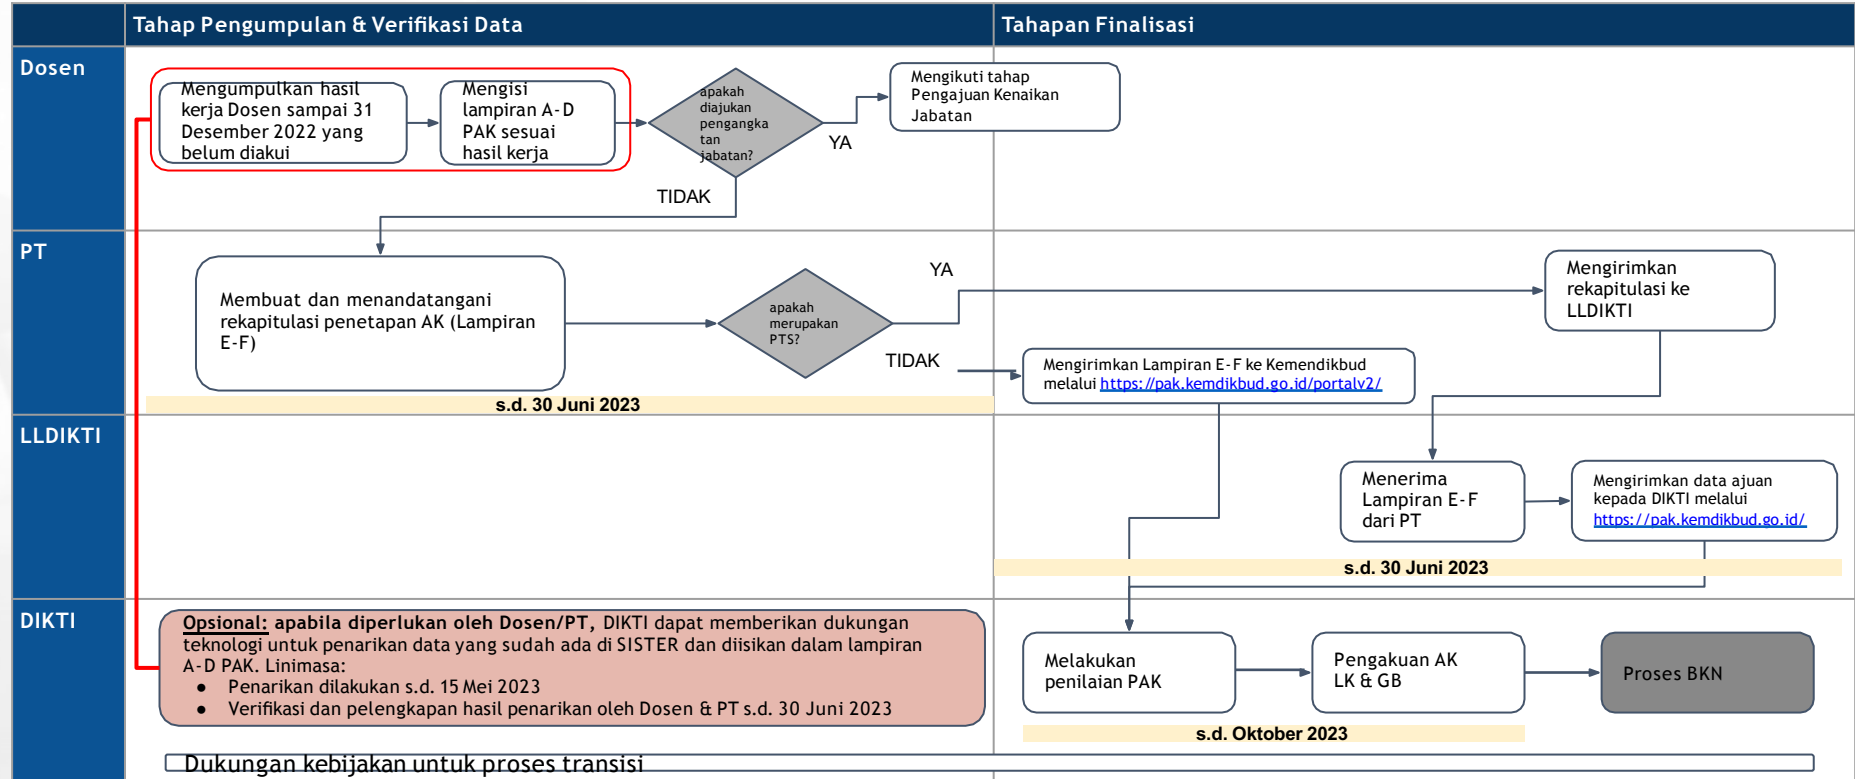 Tahap Pengumpulan & Verifikasi Data
Tahapan Finalisasi
Dosen
Mengumpulkan hasil
kerja Dosen sampai 31
Desember 2022 yang
belum diakui
Mengisi
lampiran A-D
PAK sesuai
hasil kerja
apakah
diajukan
pengangka
tan
jabatan?
YA
TIDAK
Mengikuti tahap
Pengajuan Kenaikan
Jabatan
PT
Membuat dan menandatangani
rekapitulasi penetapan AK (Lampiran
E-F)
apakah
merupakan
PTS?
YA
TIDAK
Mengirimkan
rekapitulasi ke
LLDIKTI
Mengirimkan Lampiran E-F ke Kemendikbud
melalui https://pak.kemdikbud.go.id/portalv2/
s.d. 30 Juni 2023
LLDIKTI
Menerima
Lampiran E-F
dari PT
Mengirimkan data ajuan
kepada DIKTI melalui
https://pak.kemdikbud.go.id/
s.d. 30 Juni 2023
DIKTI
Opsional: apabila diperlukan oleh Dosen/PT, DIKTI dapat memberikan dukungan
teknologi untuk penarikan data yang sudah ada di SISTER dan diisikan dalam lampiran
A-D PAK. Linimasa:
● Penarikan dilakukan s.d. 15 Mei 2023
● Verifikasi dan pelengkapan hasil penarikan oleh Dosen & PT s.d. 30 Juni 2023
Melakukan
penilaian PAK
Pengakuan AK
LK & GB
Proses BKN
s.d. Oktober 2023
Dukungan kebijakan untuk proses transisi